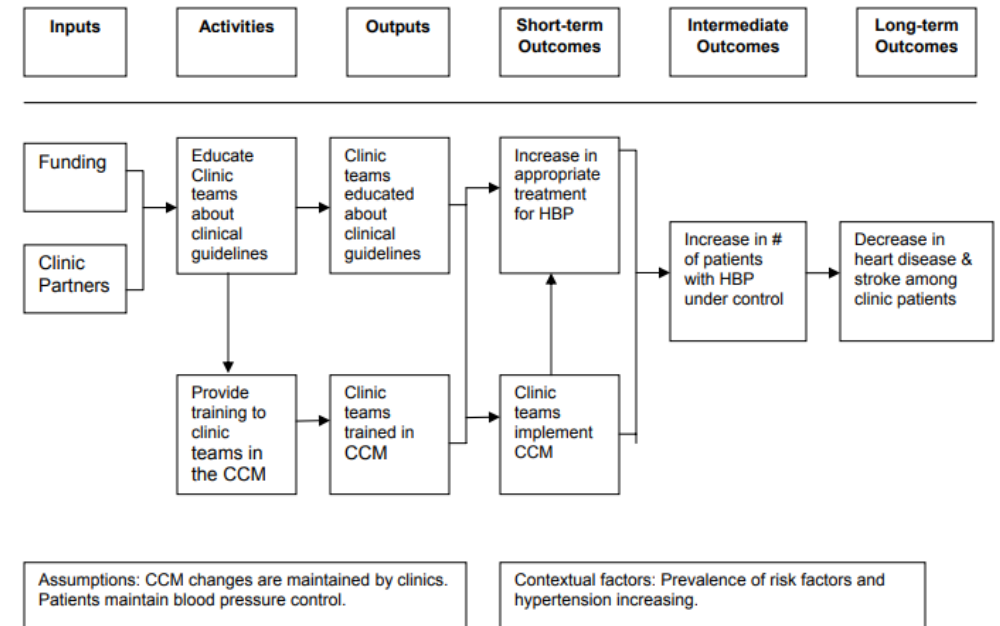 Inputs
Activities
Outputs
Short-term
Outcomes
Intermediate
Outcomes
Long-term
Outcomes
Funding
Clinic
Partners
Educate
Clinic
teams
about
clinical
guidelines
Clinic
teams
educated
about
clinical
guidelines
Increase in
appropriate
treatment
for HBP
Increase in #
of patients
with HBP
under control
Decrease in
heart disease &
stroke among
clinic patients
Provide
training to
clinic
teams in
the CCM
Clinic
teams
trained in
CCM
Clinic
teams
implement
CCM
Assumptions: CCM changes are maintained by clinics.
Patients maintain blood pressure control.
Contextual factors: Prevalence of risk factors and
hypertension increasing.